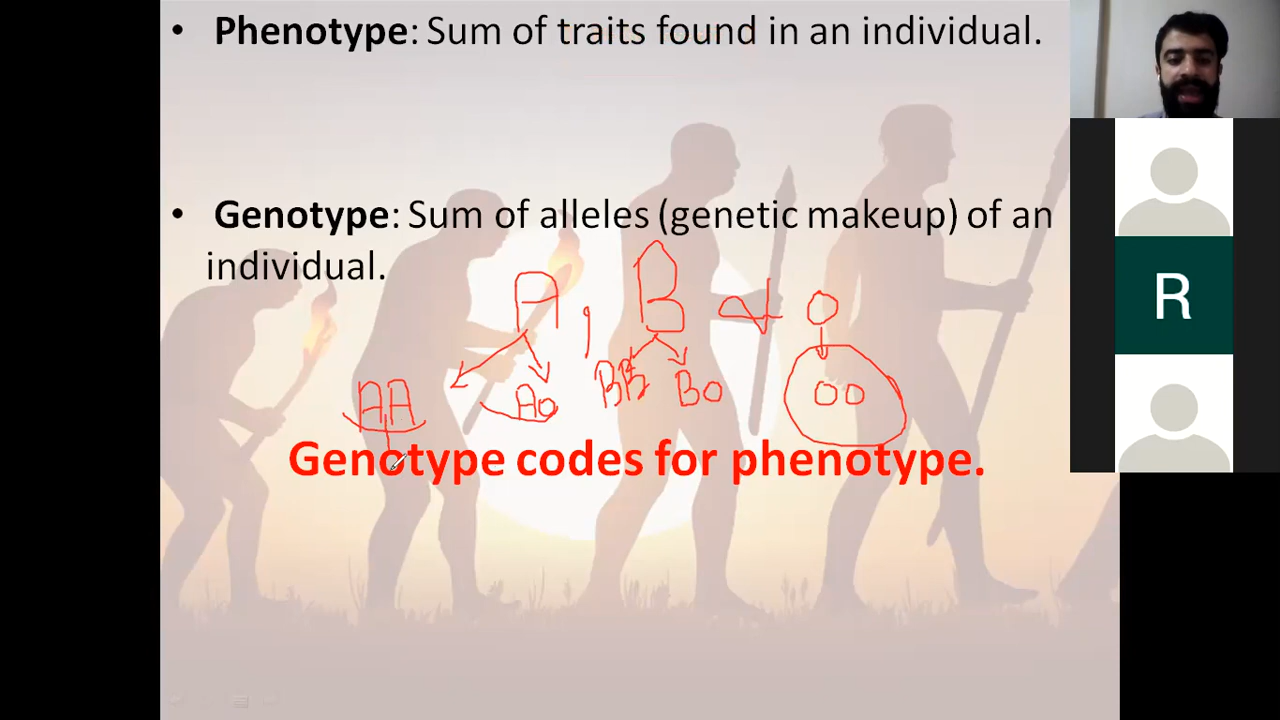 • Phenotype: Sum of traits found in an individual.
• Genotype: Sum of alleles (genetic makeup) of an
individual.
A , B & O
AA AO BB BO OO
Genotype codes for phenotype.
R